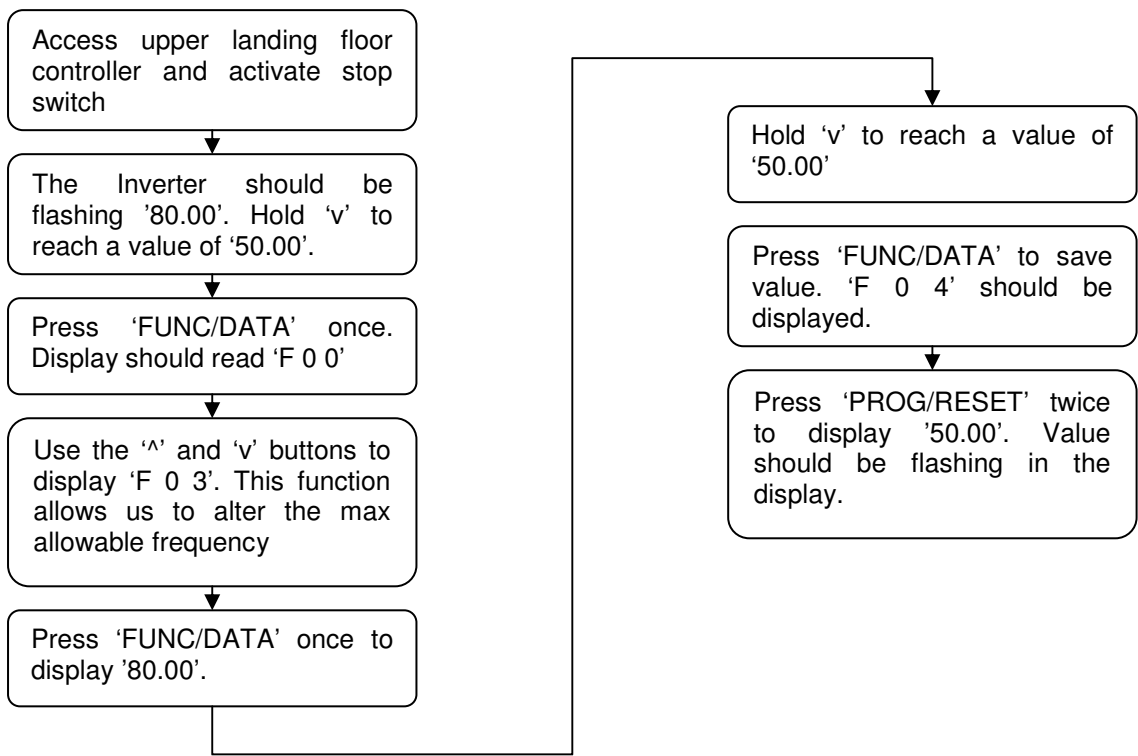 Access upper landing floor
controller and activate stop
switch
The Inverter should be
flashing '80.00'. Hold 'v' to
reach a value of '50.00'.
Press 'FUNC/DATA' once.
Display should read 'F 0 0'
Use the '^' and 'v' buttons to
display 'F 0 3'. This function
allows us to alter the max
allowable frequency
Press 'FUNC/DATA' once to
display '80.00'.
Hold 'v' to reach a value of
'50.00'
Press 'FUNC/DATA' to save
value. 'F 0 4' should be
displayed.
Press 'PROG/RESET' twice
to display '50.00'. Value
should be flashing in the
display.